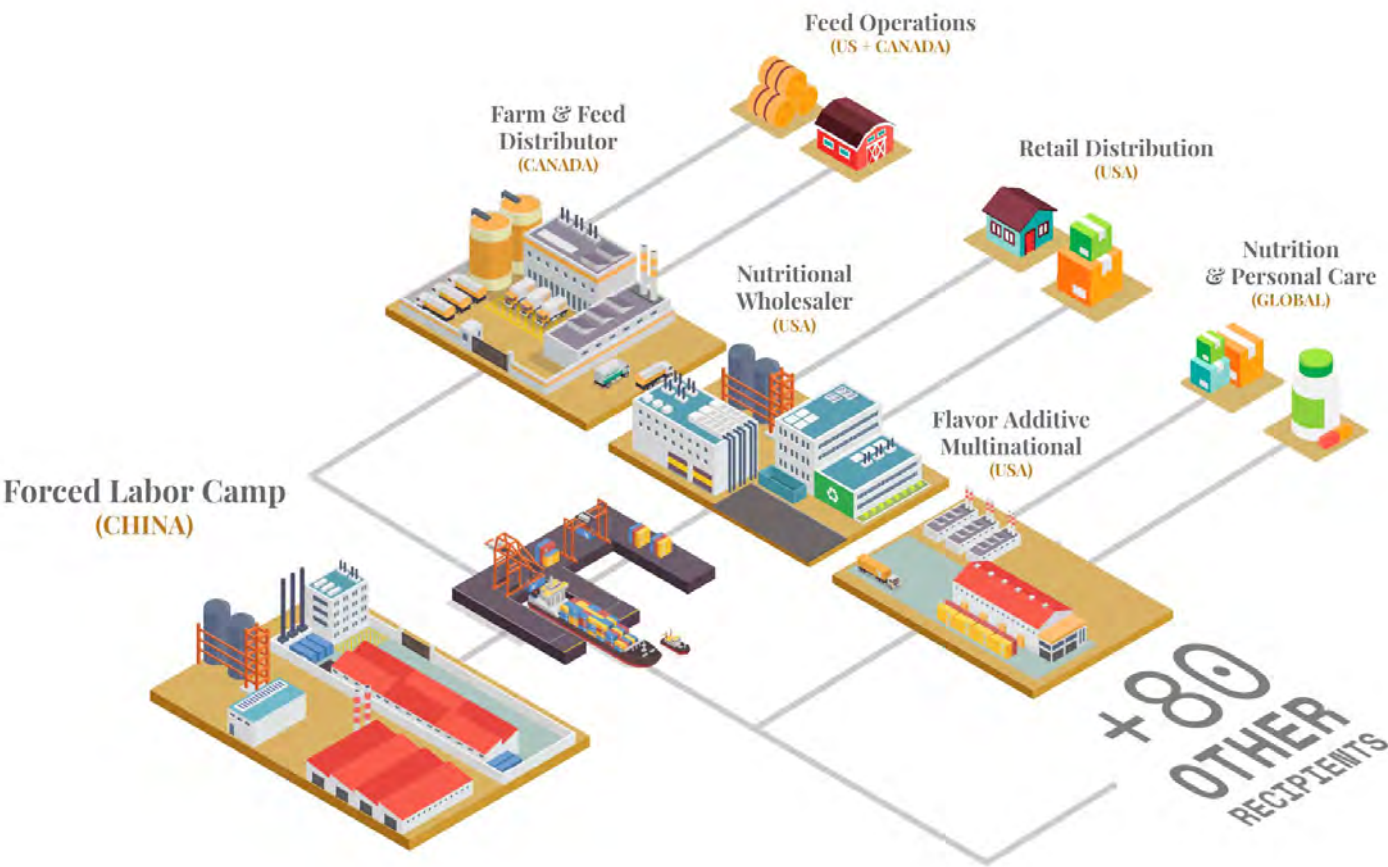 Feed Operations
(US + CANADA)
Farm & Feed
Distributor
(CANADA)
Retail Distribution
(USA)
Nutritional
Wholesaler
(USA)
Nutrition
& Personal Care
(GLOBAL)
Flavor Additive
Multinational
(USA)
Forced Labor Camp
(CHINA)
+80
OTHER
RECIPIENTS